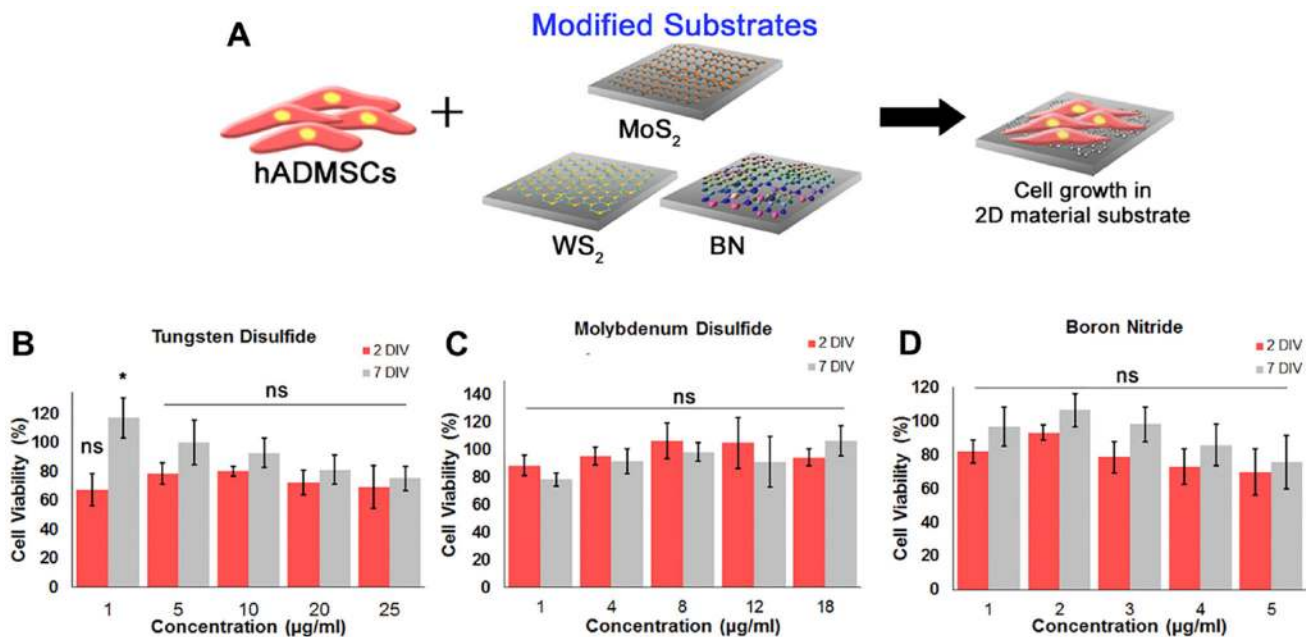 A
Modified Substrates
hADMSCs
+
MoS₂
WS₂
BN
Cell growth in
2D material substrate
B
Tungsten Disulfide
2 DIV
7 DIV
ns
*
ns
Cell Viability (%)
120
100
80
60
40
20
0
1 5 10 20 25
Concentration (µg/ml)
C
Molybdenum Disulfide
2 DIV
7 DIV
ns
Cell Viability (%)
140
120
100
80
60
40
20
0
1 4 8 12 18
Concentration (µg/ml)
D
Boron Nitride
2 DIV
7 DIV
ns
Cell Viability (%)
120
100
80
60
40
20
0
1 2 3 4 5
Concentration (µg/ml)